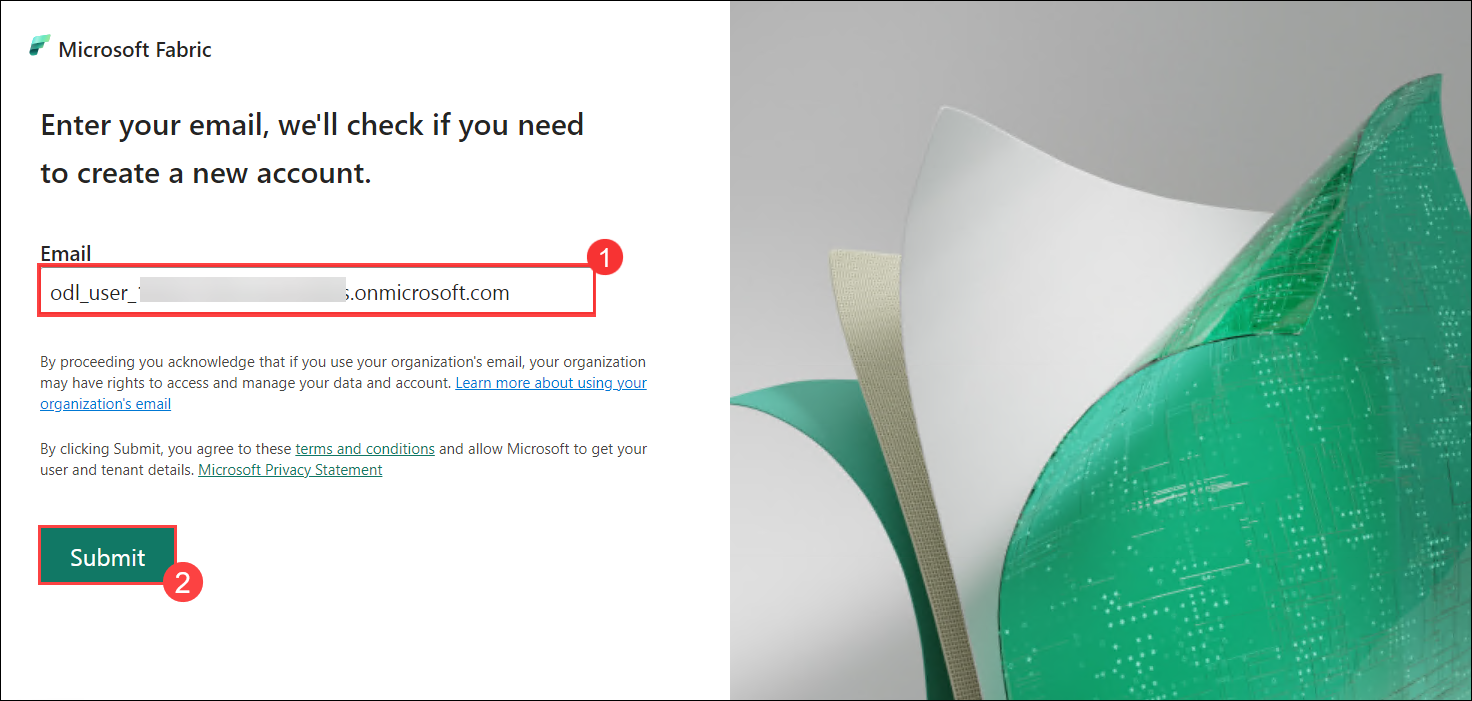 Microsoft Fabric
Enter your email, we'll check if you need
to create a new account.
Email
1
odl_user_ s.onmicrosoft.com
By proceeding you acknowledge that if you use your organization's email, your organization
may have rights to access and manage your data and account. Learn more about using your
organization's email
By clicking Submit, you agree to these terms and conditions and allow Microsoft to get your
user and tenant details. Microsoft Privacy Statement
Submit
2